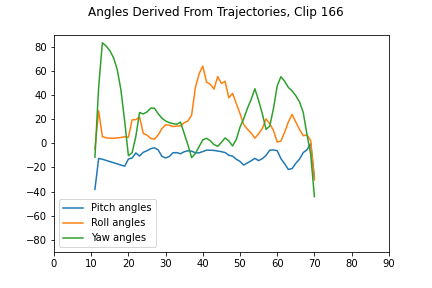 Angles Derived From Trajectories, Clip 166
80
60
40
20
0
−20
−40
−60
−80
Pitch angles
Roll angles
Yaw angles
0 10 20 30 40 50 60 70 80 90